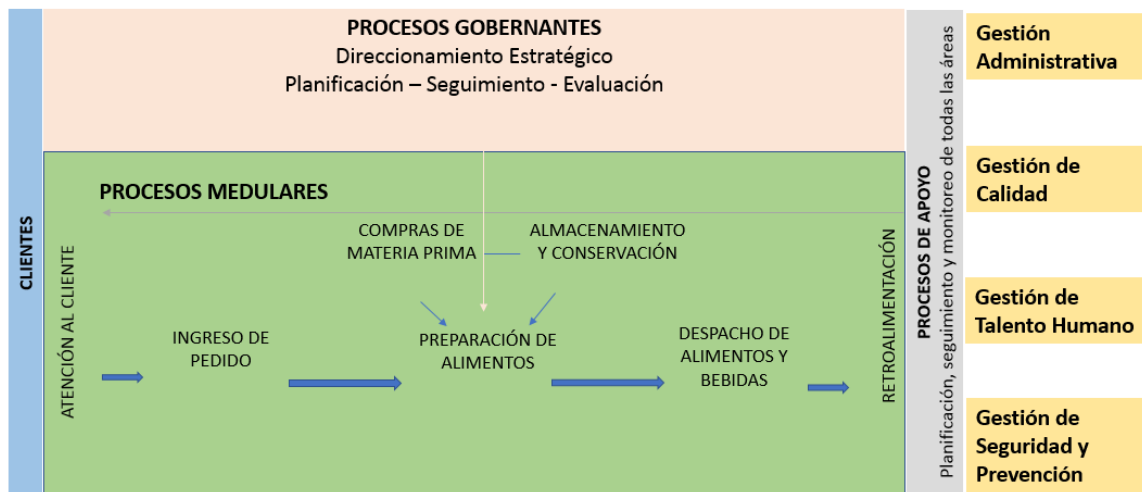 PROCESOS GOBERNANTES
Direccionamiento Estratégico
Planificación – Seguimiento - Evaluación
CLIENTES
PROCESOS MEDULARES
ATENCIÓN AL CLIENTE
INGRESO DE
PEDIDO
COMPRAS DE
MATERIA PRIMA
ALMACENAMIENTO
Y CONSERVACIÓN
PREPARACIÓN DE
ALIMENTOS
DESPACHO DE
ALIMENTOS Y
BEBIDAS
RETROALIMENTACIÓN
PROCESOS DE APOYO
Planificación, seguimiento y monitoreo de todas las áreas
Gestión
Administrativa
Gestión de
Calidad
Gestión de
Talento Humano
Gestión de
Seguridad y
Prevención